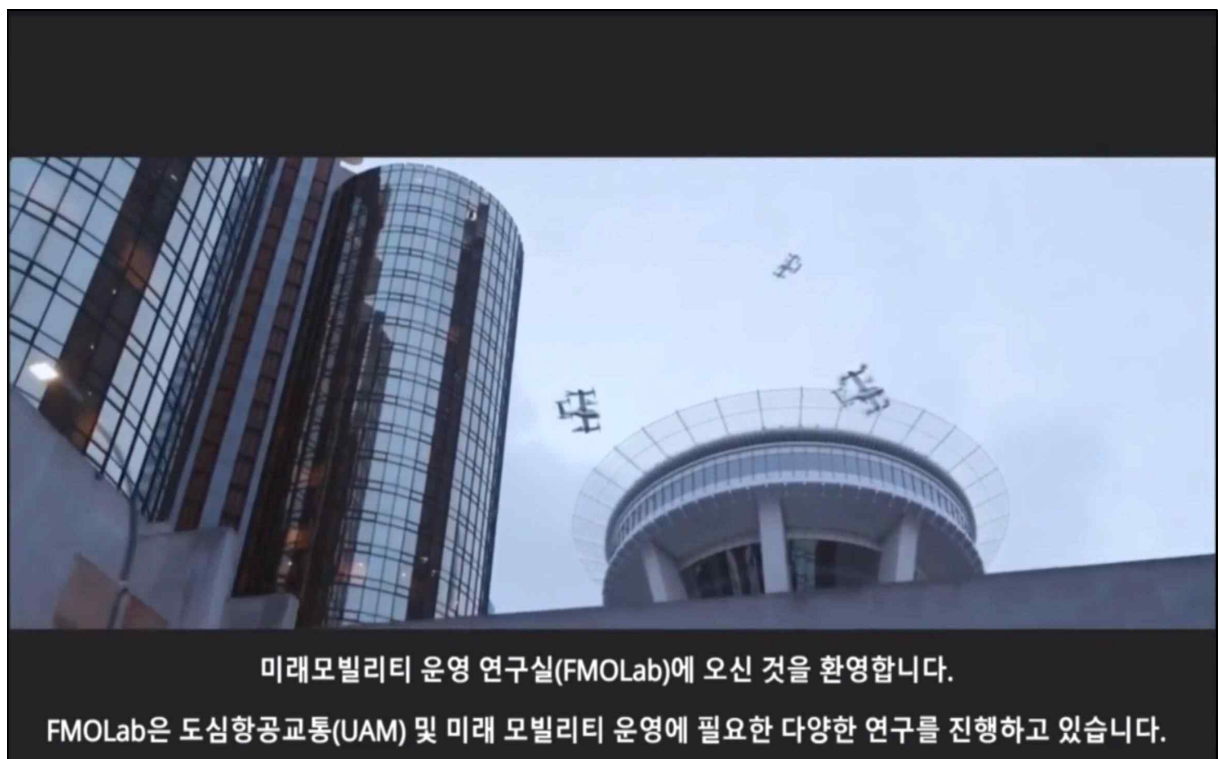 미래모빌리티 운영 연구실(FMOLab)에 오신 것을 환영합니다.
FMOLab은 도심항공교통(UAM) 및 미래 모빌리티 운영에 필요한 다양한 연구를 진행하고 있습니다.